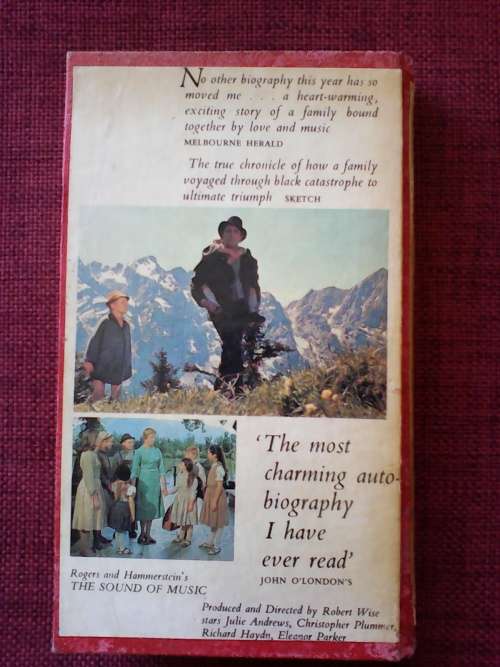 No other biography this year has so
moved me . . . a heart-warming,
exciting story of a family bound
together by love and music
MELBOURNE HERALD
The true chronicle of how a family
voyaged through black catastrophe to
ultimate triumph SKETCH
'The most
charming auto-
biography
I have
ever read'
JOHN O'LONDON'S
Rogers and Hammerstein's
THE SOUND OF MUSIC
Produced and Directed by Robert Wise
stars Julie Andrews, Christopher Plummer,
Richard Haydn, Eleanor Parker